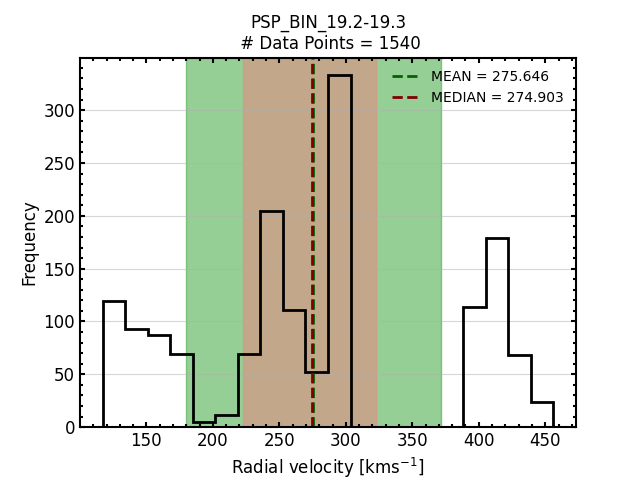 PSP_BIN_19.2-19.3
# Data Points = 1540
MEAN = 275.646
MEDIAN = 274.903
Frequency
300
250
200
150
100
50
0
150 200 250 300 350 400 450
Radial velocity [kms⁻¹]